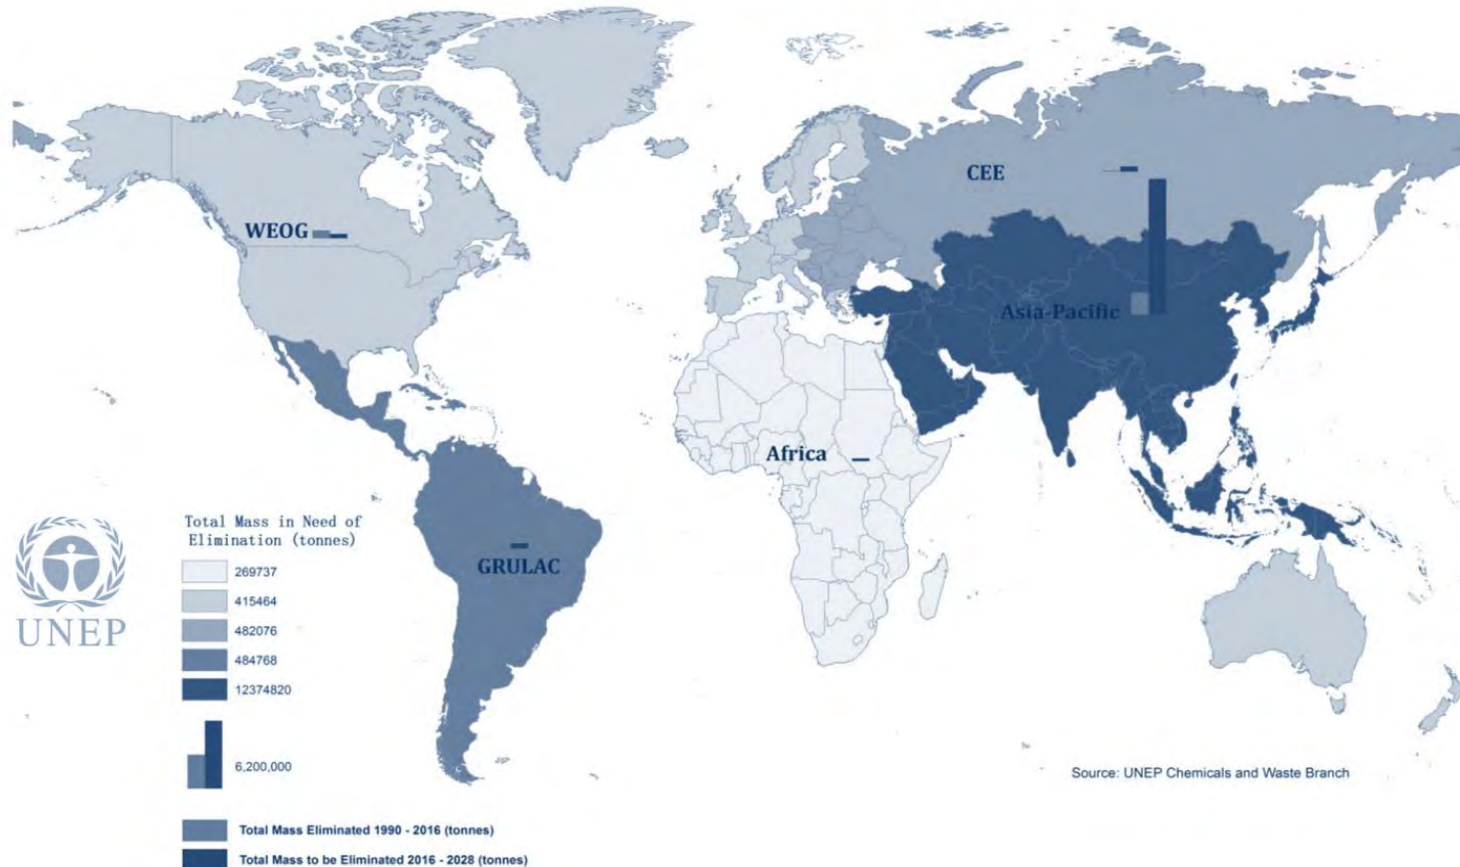 CEE
WEOG
Asia-Pacific
Africa
GRULAC
Total Mass in Need of
Elimination (tonnes)
269737
415464
482076
484768
12374820
6,200,000
UNEP
Total Mass Eliminated 1990 - 2016 (tonnes)
Total Mass to be Eliminated 2016 - 2028 (tonnes)
Source: UNEP Chemicals and Waste Branch